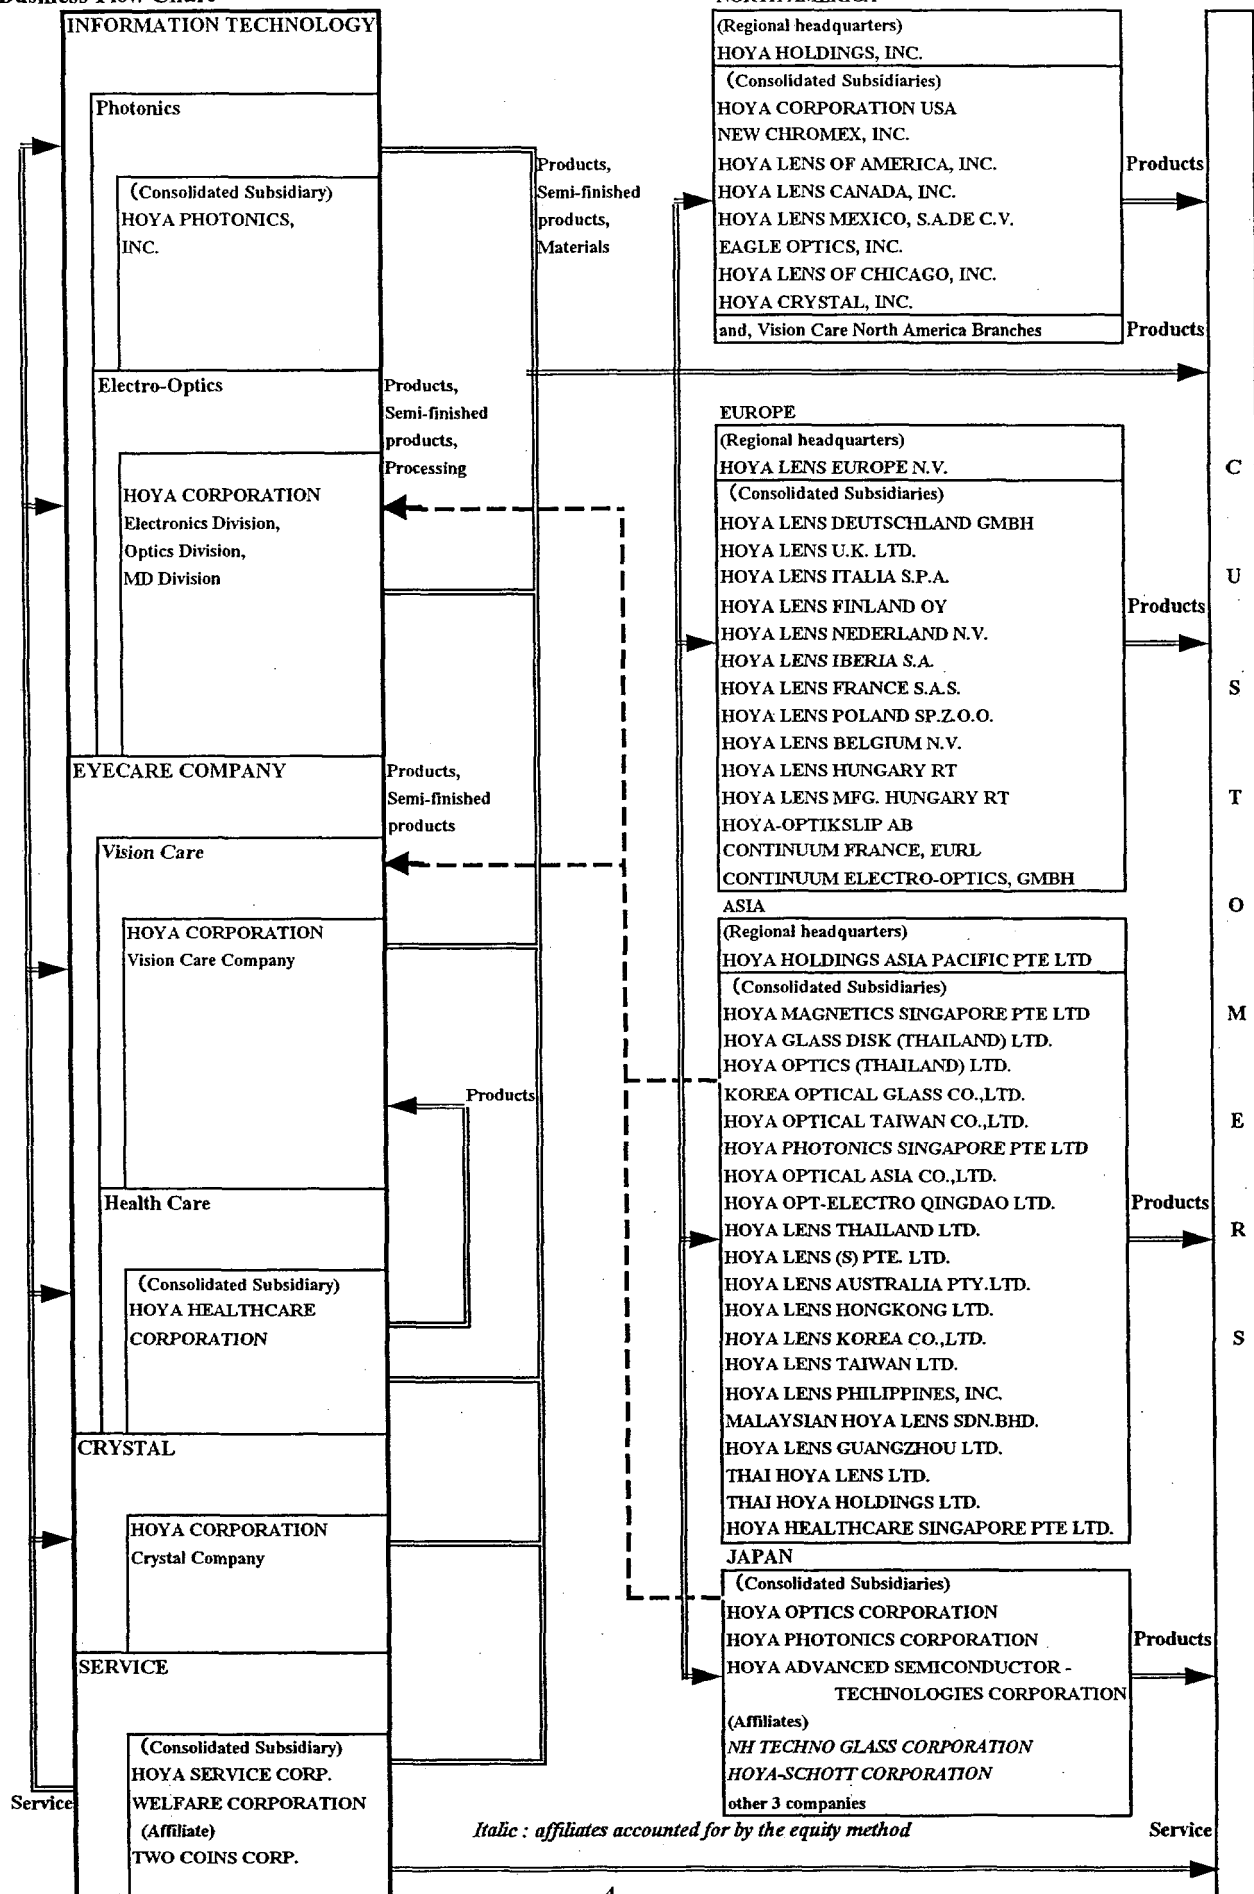 INFORMATION TECHNOLOGY
Photonics
(Consolidated Subsidiary)
HOYA PHOTONICS,
INC.
Electro-Optics
HOYA CORPORATION
Electronics Division,
Optics Division,
MD Division
EYECARE COMPANY
Vision Care
HOYA CORPORATION
Vision Care Company
Health Care
(Consolidated Subsidiary)
HOYA HEALTHCARE
CORPORATION
CRYSTAL
HOYA CORPORATION
Crystal Company
SERVICE
(Consolidated Subsidiary)
HOYA SERVICE CORP.
WELFARE CORPORATION
(Affiliate)
TWO COINS CORP.
Service
Products,
Semi-finished
products,
Materials
Products,
Semi-finished
products,
Processing
Products,
Semi-finished
products
Products
NORTH AMERICA
(Regional headquarters)
HOYA HOLDINGS, INC.
(Consolidated Subsidiaries)
HOYA CORPORATION USA
NEW CHROMEX, INC.
HOYA LENS OF AMERICA, INC.
HOYA LENS CANADA, INC.
HOYA LENS MEXICO, S.A.DE C.V.
EAGLE OPTICS, INC.
HOYA LENS OF CHICAGO, INC.
HOYA CRYSTAL, INC.
and, Vision Care North America Branches
Products
Products
EUROPE
(Regional headquarters)
HOYA LENS EUROPE N.V.
(Consolidated Subsidiaries)
HOYA LENS DEUTSCHLAND GMBH
HOYA LENS U.K. LTD.
HOYA LENS ITALIA S.P.A.
HOYA LENS FINLAND OY
HOYA LENS NEDERLAND N.V.
HOYA LENS IBERIA S.A.
HOYA LENS FRANCE S.A.S.
HOYA LENS POLAND SP.Z.O.O.
HOYA LENS BELGIUM N.V.
HOYA LENS HUNGARY RT
HOYA LENS MFG. HUNGARY RT
HOYA-OPTIKSLIP AB
CONTINUUM FRANCE, EURL
CONTINUUM ELECTRO-OPTICS, GMBH
Products
ASIA
(Regional headquarters)
HOYA HOLDINGS ASIA PACIFIC PTE LTD
(Consolidated Subsidiaries)
HOYA MAGNETICS SINGAPORE PTE LTD
HOYA GLASS DISK (THAILAND) LTD.
HOYA OPTICS (THAILAND) LTD.
KOREA OPTICAL GLASS CO.,LTD.
HOYA OPTICAL TAIWAN CO.,LTD.
HOYA PHOTONICS SINGAPORE PTE LTD
HOYA OPTICAL ASIA CO.,LTD.
HOYA OPT-ELECTRO QINGDAO LTD.
HOYA LENS THAILAND LTD.
HOYA LENS (S) PTE. LTD.
HOYA LENS AUSTRALIA PTY.LTD.
HOYA LENS HONGKONG LTD.
HOYA LENS KOREA CO.,LTD.
HOYA LENS TAIWAN LTD.
HOYA LENS PHILIPPINES, INC.
MALAYSIAN HOYA LENS SDN.BHD.
HOYA LENS GUANGZHOU LTD.
THAI HOYA LENS LTD.
THAI HOYA HOLDINGS LTD.
HOYA HEALTHCARE SINGAPORE PTE LTD.
Products
JAPAN
(Consolidated Subsidiaries)
HOYA OPTICS CORPORATION
HOYA PHOTONICS CORPORATION
HOYA ADVANCED SEMICONDUCTOR -
TECHNOLOGIES CORPORATION
(Affiliates)
NH TECHNO GLASS CORPORATION
HOYA-SCHOTT CORPORATION
other 3 companies
Products
Italic : affiliates accounted for by the equity method
Service
C
U
S
T
O
M
E
R
S